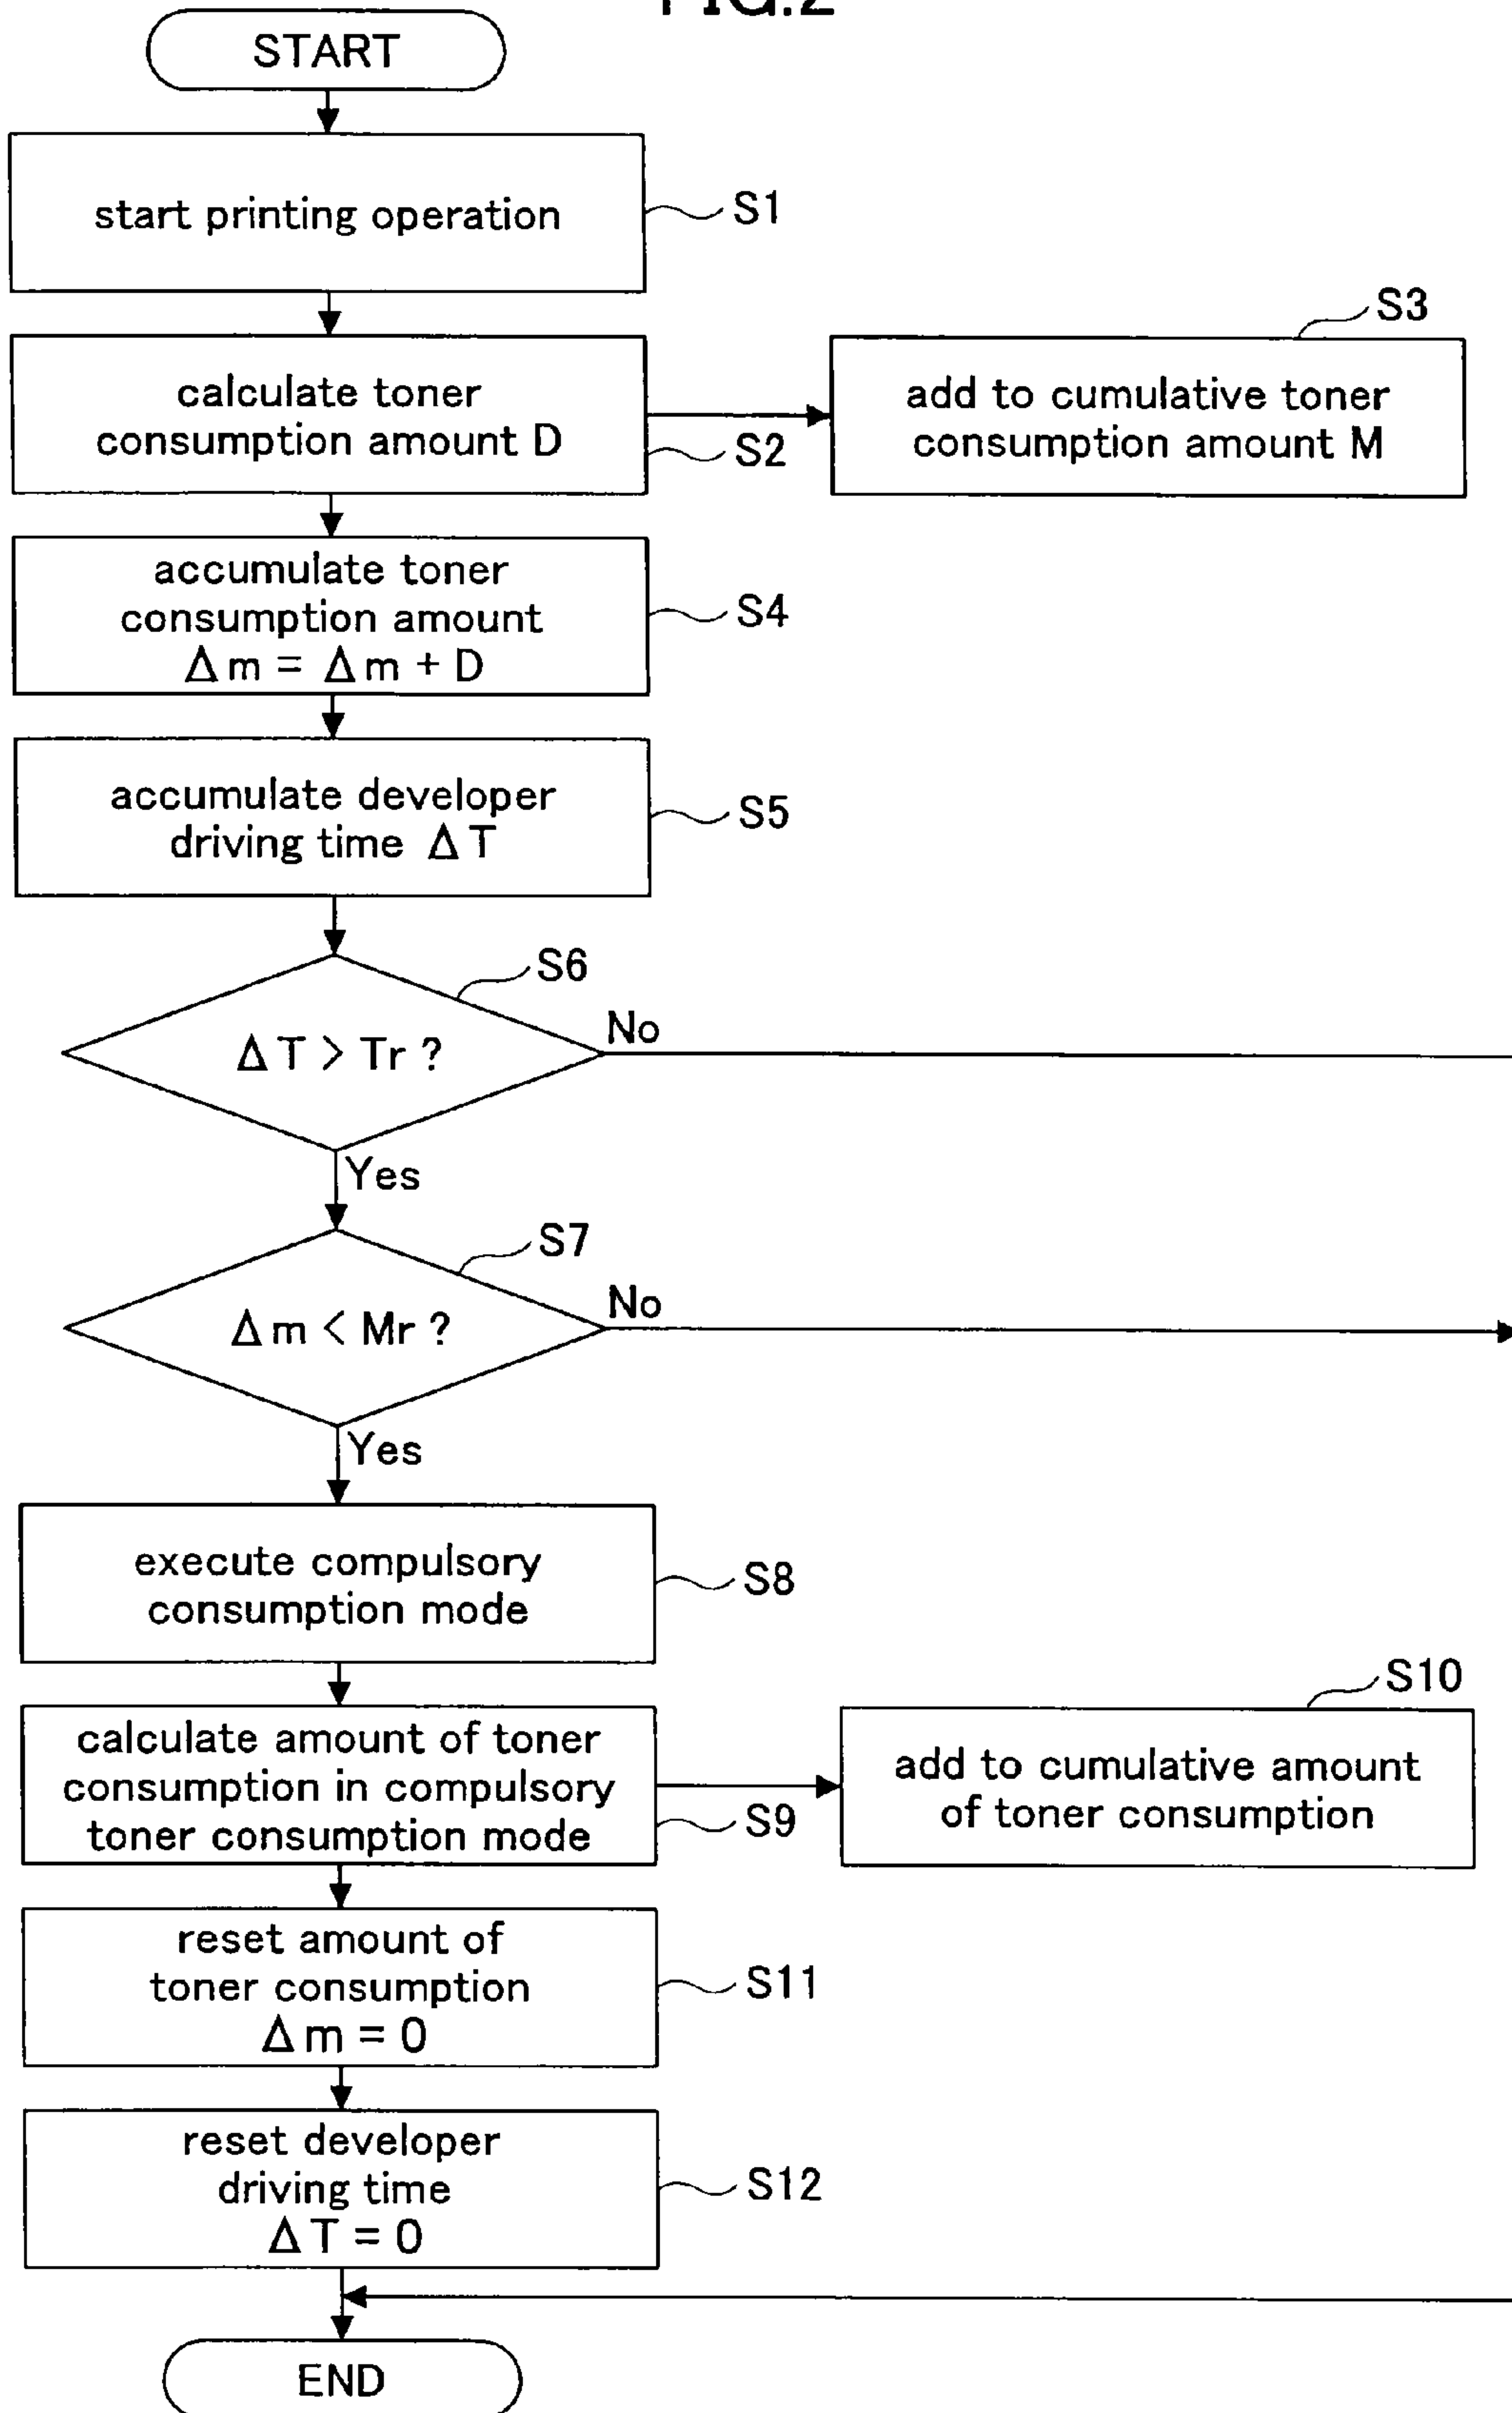 FIG.2
START
start printing operation
S1
calculate toner
consumption amount D
S2
S3
add to cumulative toner
consumption amount M
accumulate toner
consumption amount
Δm = Δm + D
S4
accumulate developer
driving time ΔT
S5
S6
ΔT > Tr ?
No
Yes
S7
Δm < Mr ?
No
Yes
execute compulsory
consumption mode
S8
calculate amount of toner
consumption in compulsory
toner consumption mode
S9
S10
add to cumulative amount
of toner consumption
reset amount of
toner consumption
Δm = 0
S11
reset developer
driving time
ΔT = 0
S12
END